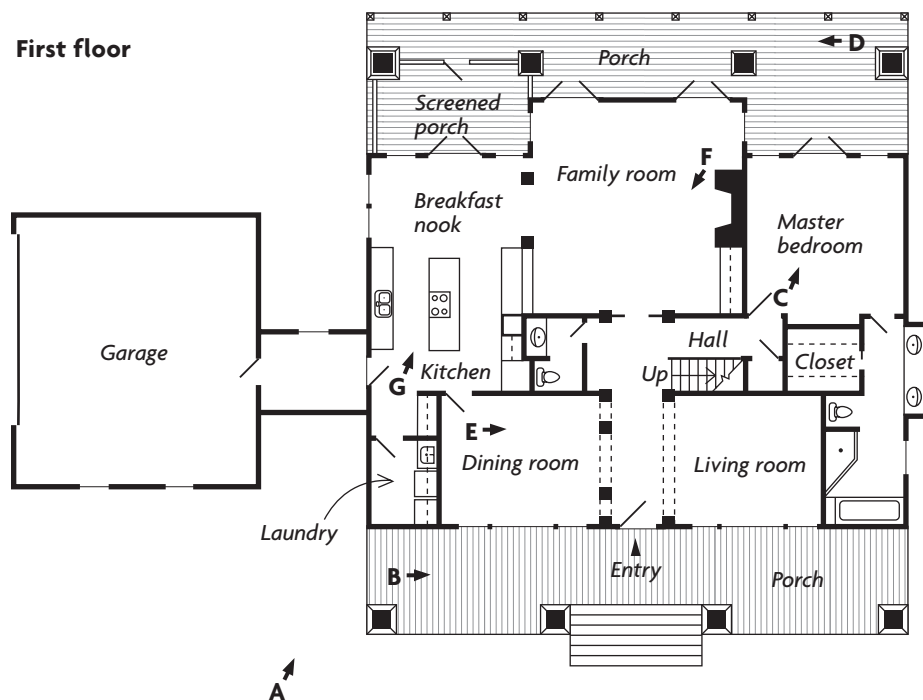 First floor
D
Porch
Screened
porch
F
Family room
Breakfast
nook
Master
bedroom
C
Garage
Hall
Closet
G
Kitchen
Up
E
Dining room
Living room
Laundry
Entry
B
Porch
A